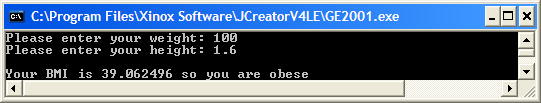 C:\Program Files\Xinox Software\JCreatorV4LE\GE2001.exe
Please enter your weight: 100
Please enter your height: 1.6
Your BMI is 39.062496 so you are obese